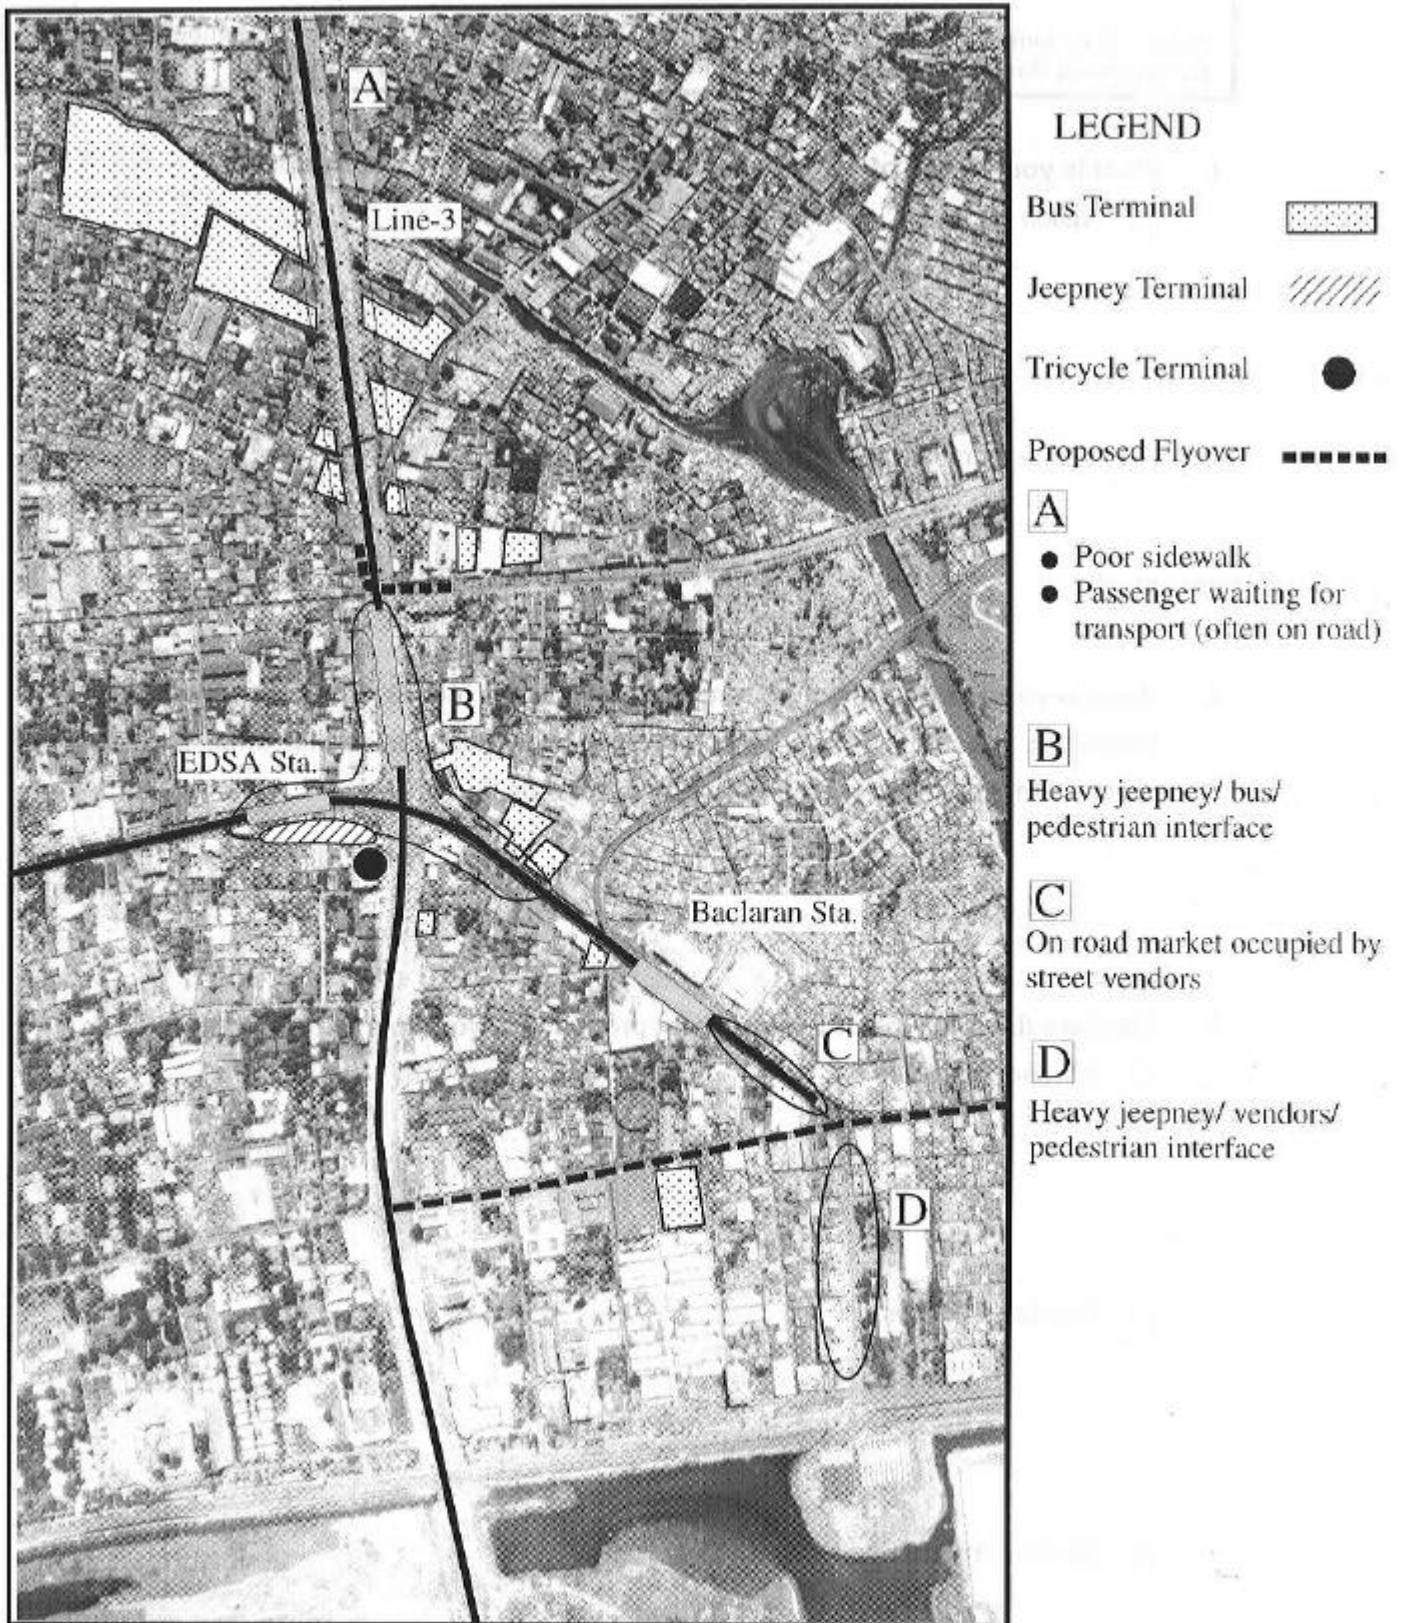 A
Line-3
B
EDSA Sta.
Baclaran Sta.
C
D
LEGEND
Bus Terminal
Jeepney Terminal
Tricycle Terminal
Proposed Flyover
A
● Poor sidewalk
● Passenger waiting for
transport (often on road)
B
Heavy jeepney/ bus/
pedestrian interface
C
On road market occupied by
street vendors
D
Heavy jeepney/ vendors/
pedestrian interface